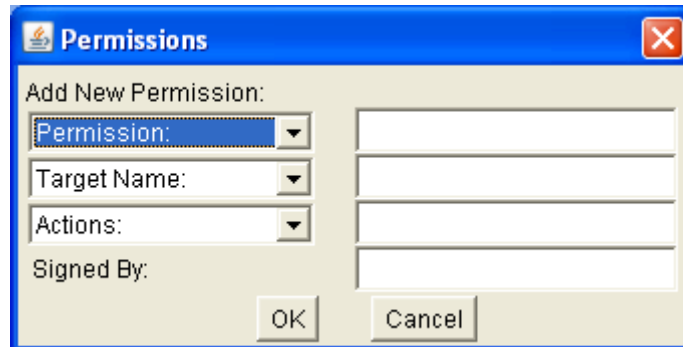 Permissions
Add New Permission:
Permission:
Target Name:
Actions:
Signed By:
OK Cancel